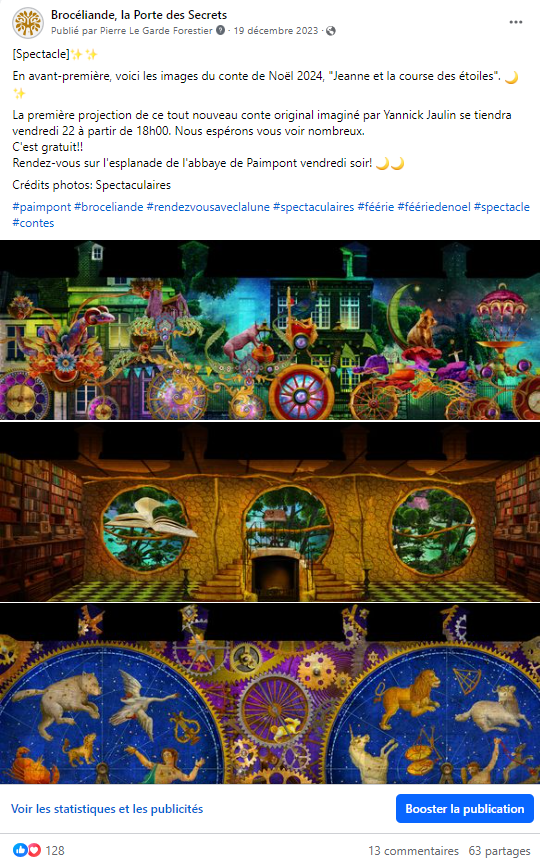 Brocéliande, la Porte des Secrets
Publié par Pierre Le Garde Forestier · 19 décembre 2023 ·
[Spectacle]✨✨
En avant-première, voici les images du conte de Noël 2024, "Jeanne et la course des étoiles". 🌙
✨
La première projection de ce tout nouveau conte original imaginé par Yannick Jaulin se tiendra
vendredi 22 à partir de 18h00. Nous espérons vous voir nombreux.
C'est gratuit!!
Rendez-vous sur l'esplanade de l'abbaye de Paimpont vendredi soir! 🌙🌙
Crédits photos: Spectaculaires
#paimpont #broceliande #rendezvousaveclalune #spectaculaires #féérie #féériedenoel #spectacle
#contes
Voir les statistiques et les publicités
Booster la publication
128
13 commentaires 63 partages